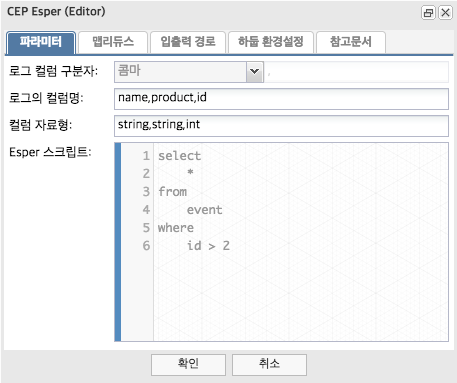 CEP Esper (Editor)
파라미터 맵리듀스 입출력 경로 하둡 환경설정 참고문서
로그 컬럼 구분자: 콤마 ,
로그의 컬럼명: name,product,id
컬럼 자료형: string,string,int
Esper 스크립트:
1 select
2 *
3 from
4 event
5 where
6 id > 2
확인 취소